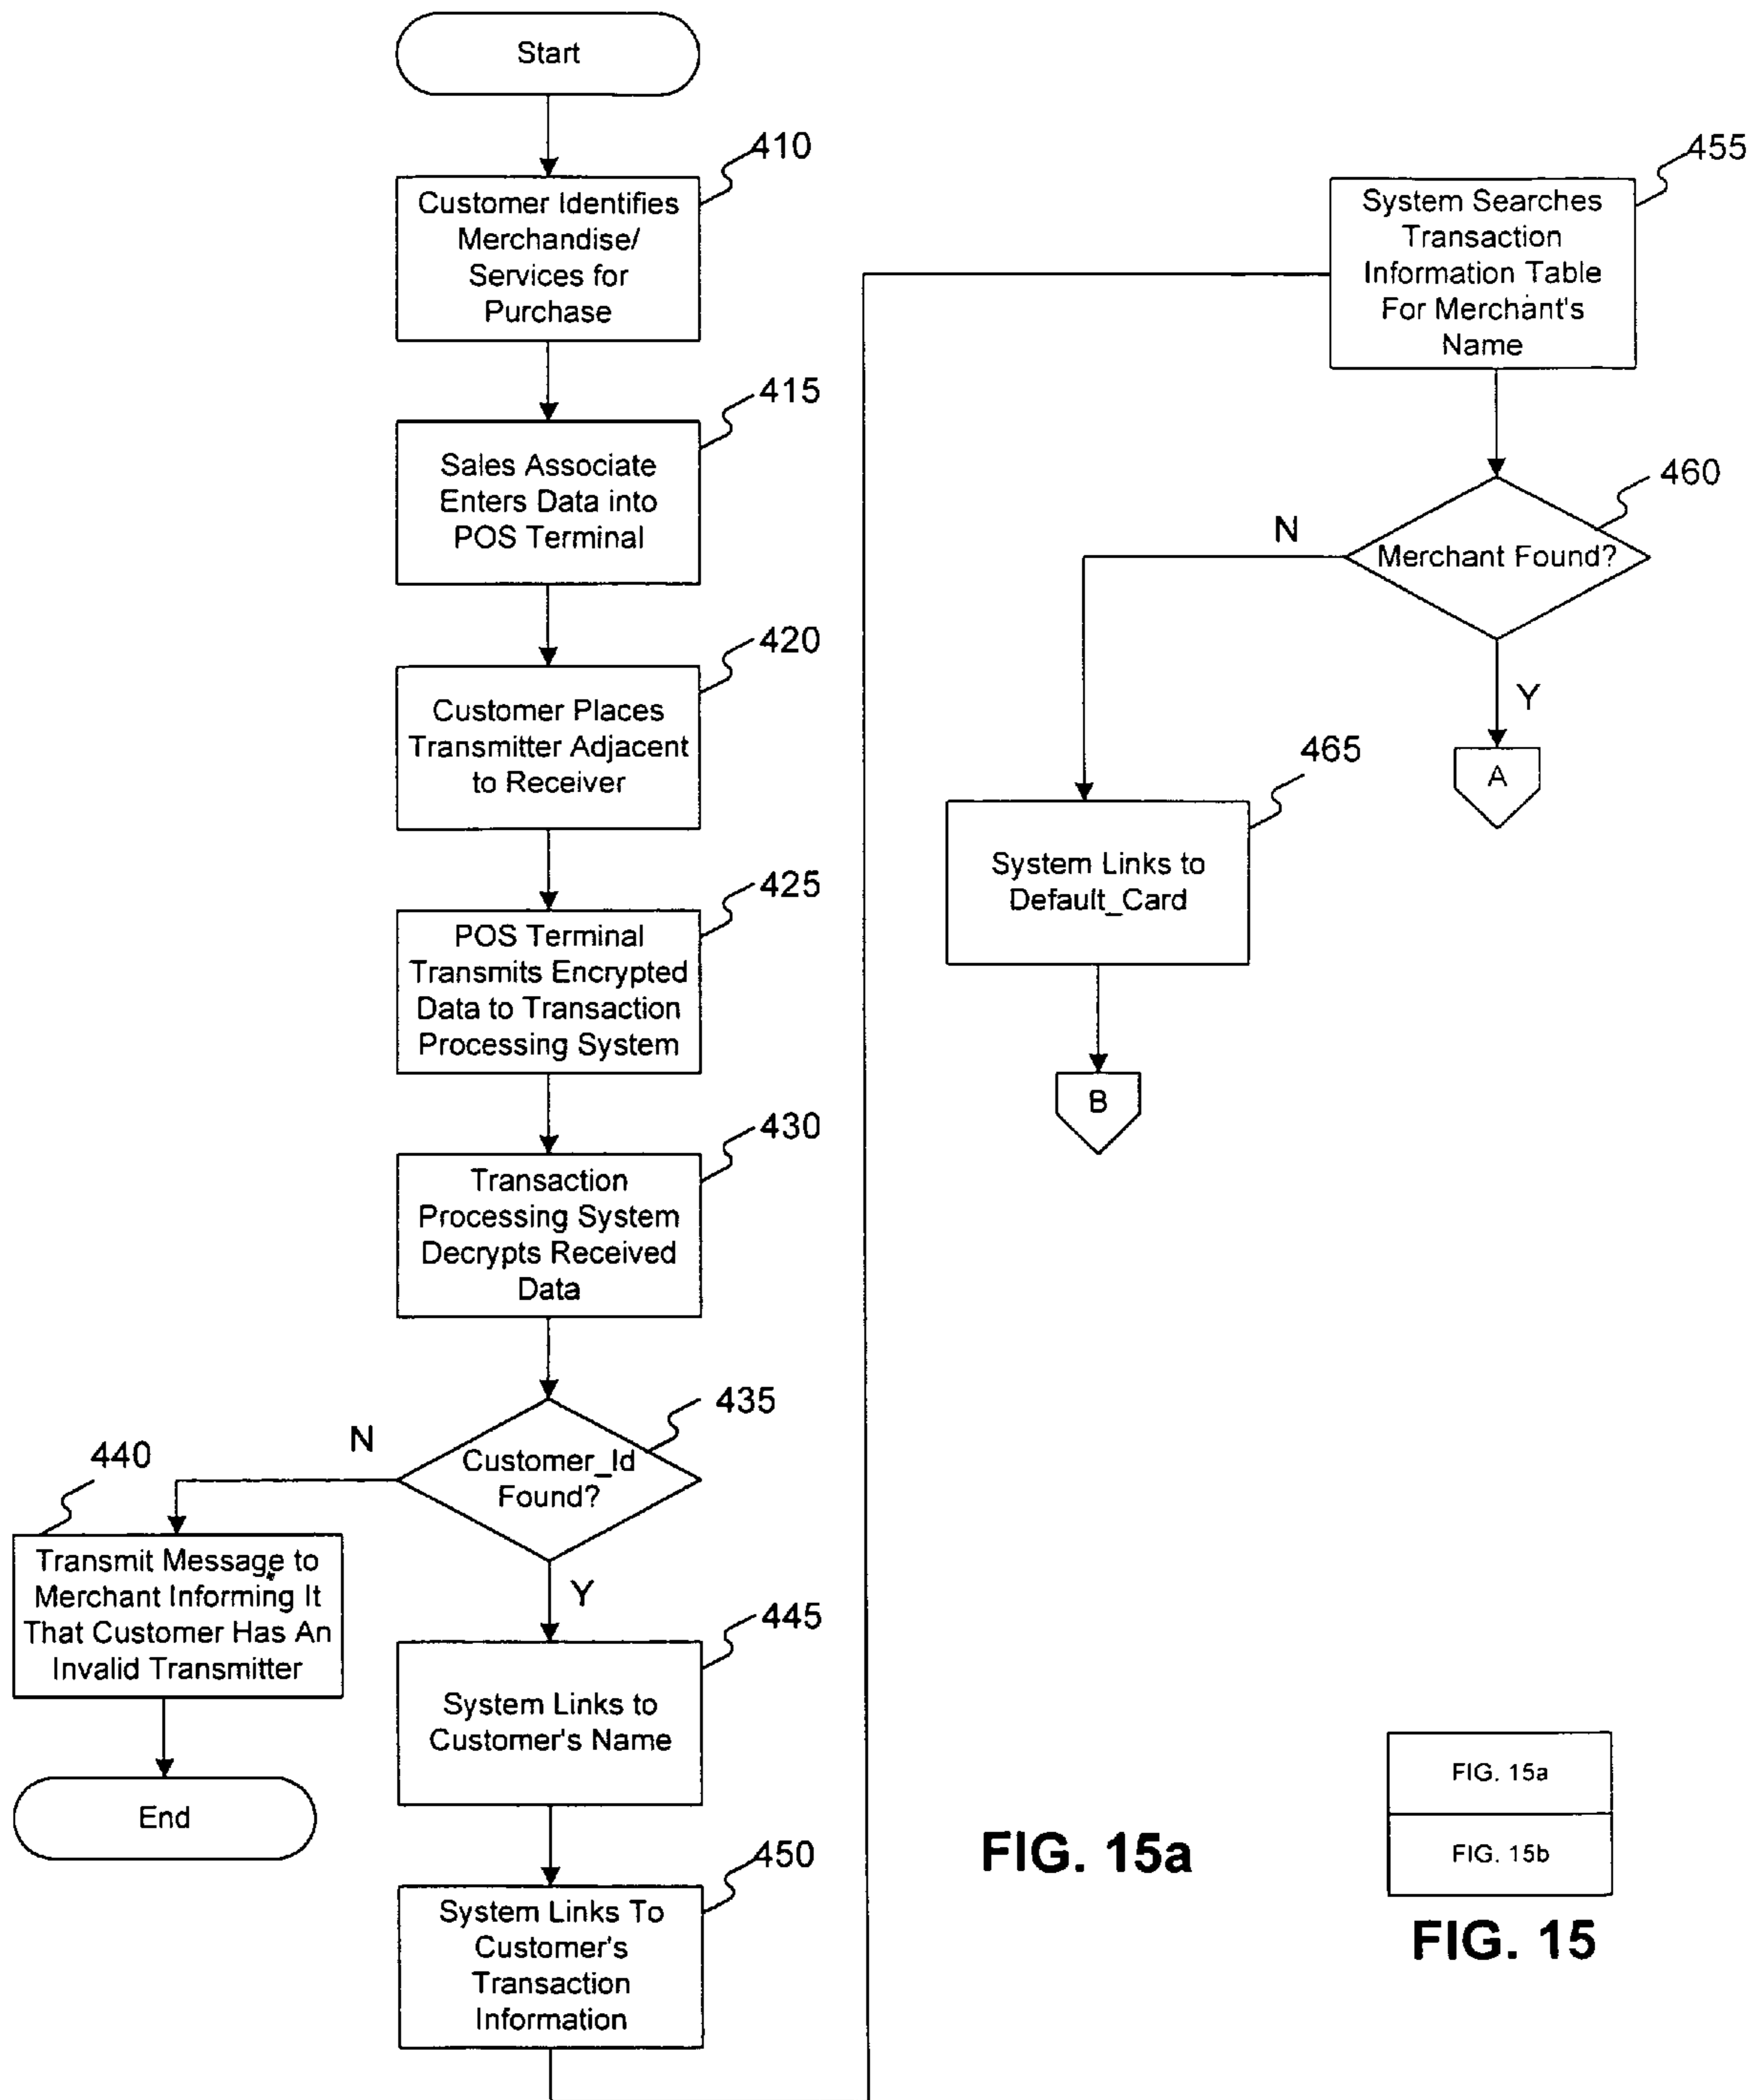 Start
410
Customer Identifies
Merchandise/
Services for
Purchase
415
Sales Associate
Enters Data into
POS Terminal
420
Customer Places
Transmitter Adjacent
to Receiver
425
POS Terminal
Transmits Encrypted
Data to Transaction
Processing System
430
Transaction
Processing System
Decrypts Received
Data
435
Customer_Id
Found?
N
440
Transmit Message to
Merchant Informing It
That Customer Has An
Invalid Transmitter
End
Y
445
System Links to
Customer's Name
450
System Links To
Customer's
Transaction
Information
455
System Searches
Transaction
Information Table
For Merchant's
Name
460
Merchant Found?
N
Y
A
465
System Links to
Default_Card
B
FIG. 15a
FIG. 15a
FIG. 15b
FIG. 15